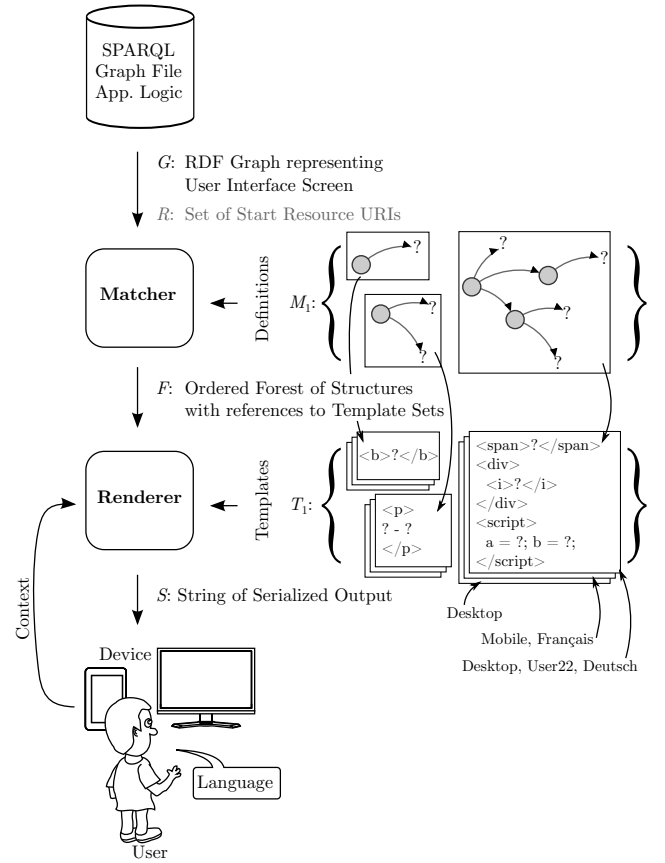 SPARQL
Graph File
App. Logic
G: RDF Graph representing
User Interface Screen
R: Set of Start Resource URIs
Matcher
Definitions
M1:
?
?
?
?
?
?
?
F: Ordered Forest of Structures
with references to Template Sets
Renderer
Templates
T1:
<b>?</b>
<p>
? - ?
</p>
<span>?</span>
<div>
<i>?</i>
</div>
<script>
a = ?; b = ?;
</script>
S: String of Serialized Output
Desktop
Mobile, Français
Desktop, User22, Deutsch
Context
Device
Language
User